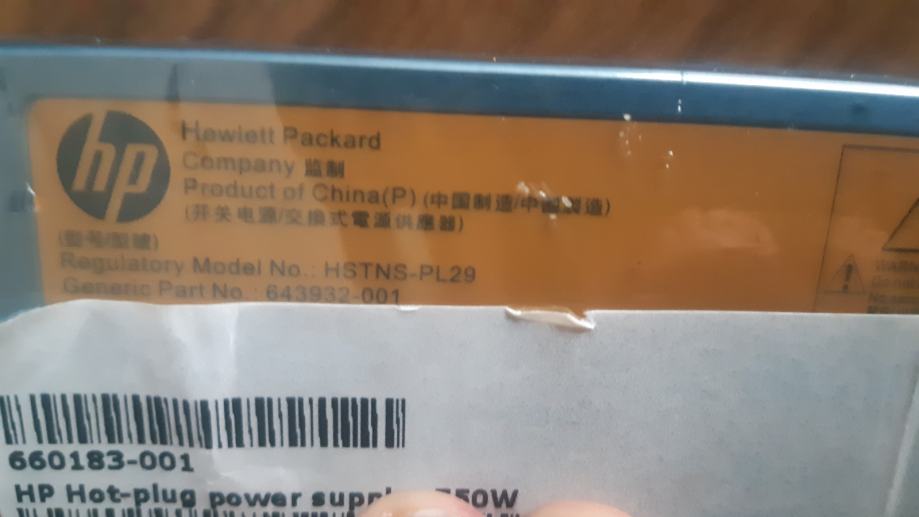 hp
Hewlett Packard
Company 监制
Product of China(P) (中国制造/中國製造)
(开关电源/交換式電源供應器)
(型号/型號)
Regulatory Model No.: HSTNS-PL29
Generic Part No.: 643932-001
WARN
660183-001
HP Hot-plug power 50W